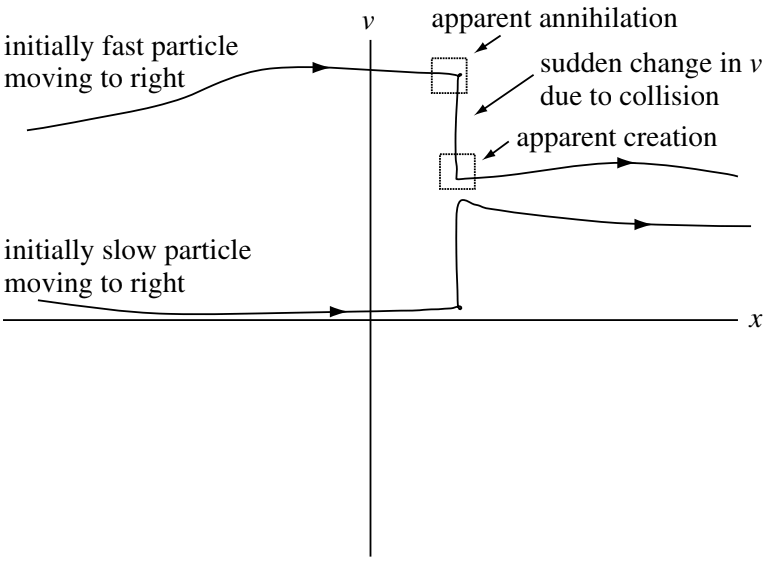 v
apparent annihilation
initially fast particle
moving to right
sudden change in v
due to collision
apparent creation
initially slow particle
moving to right
x